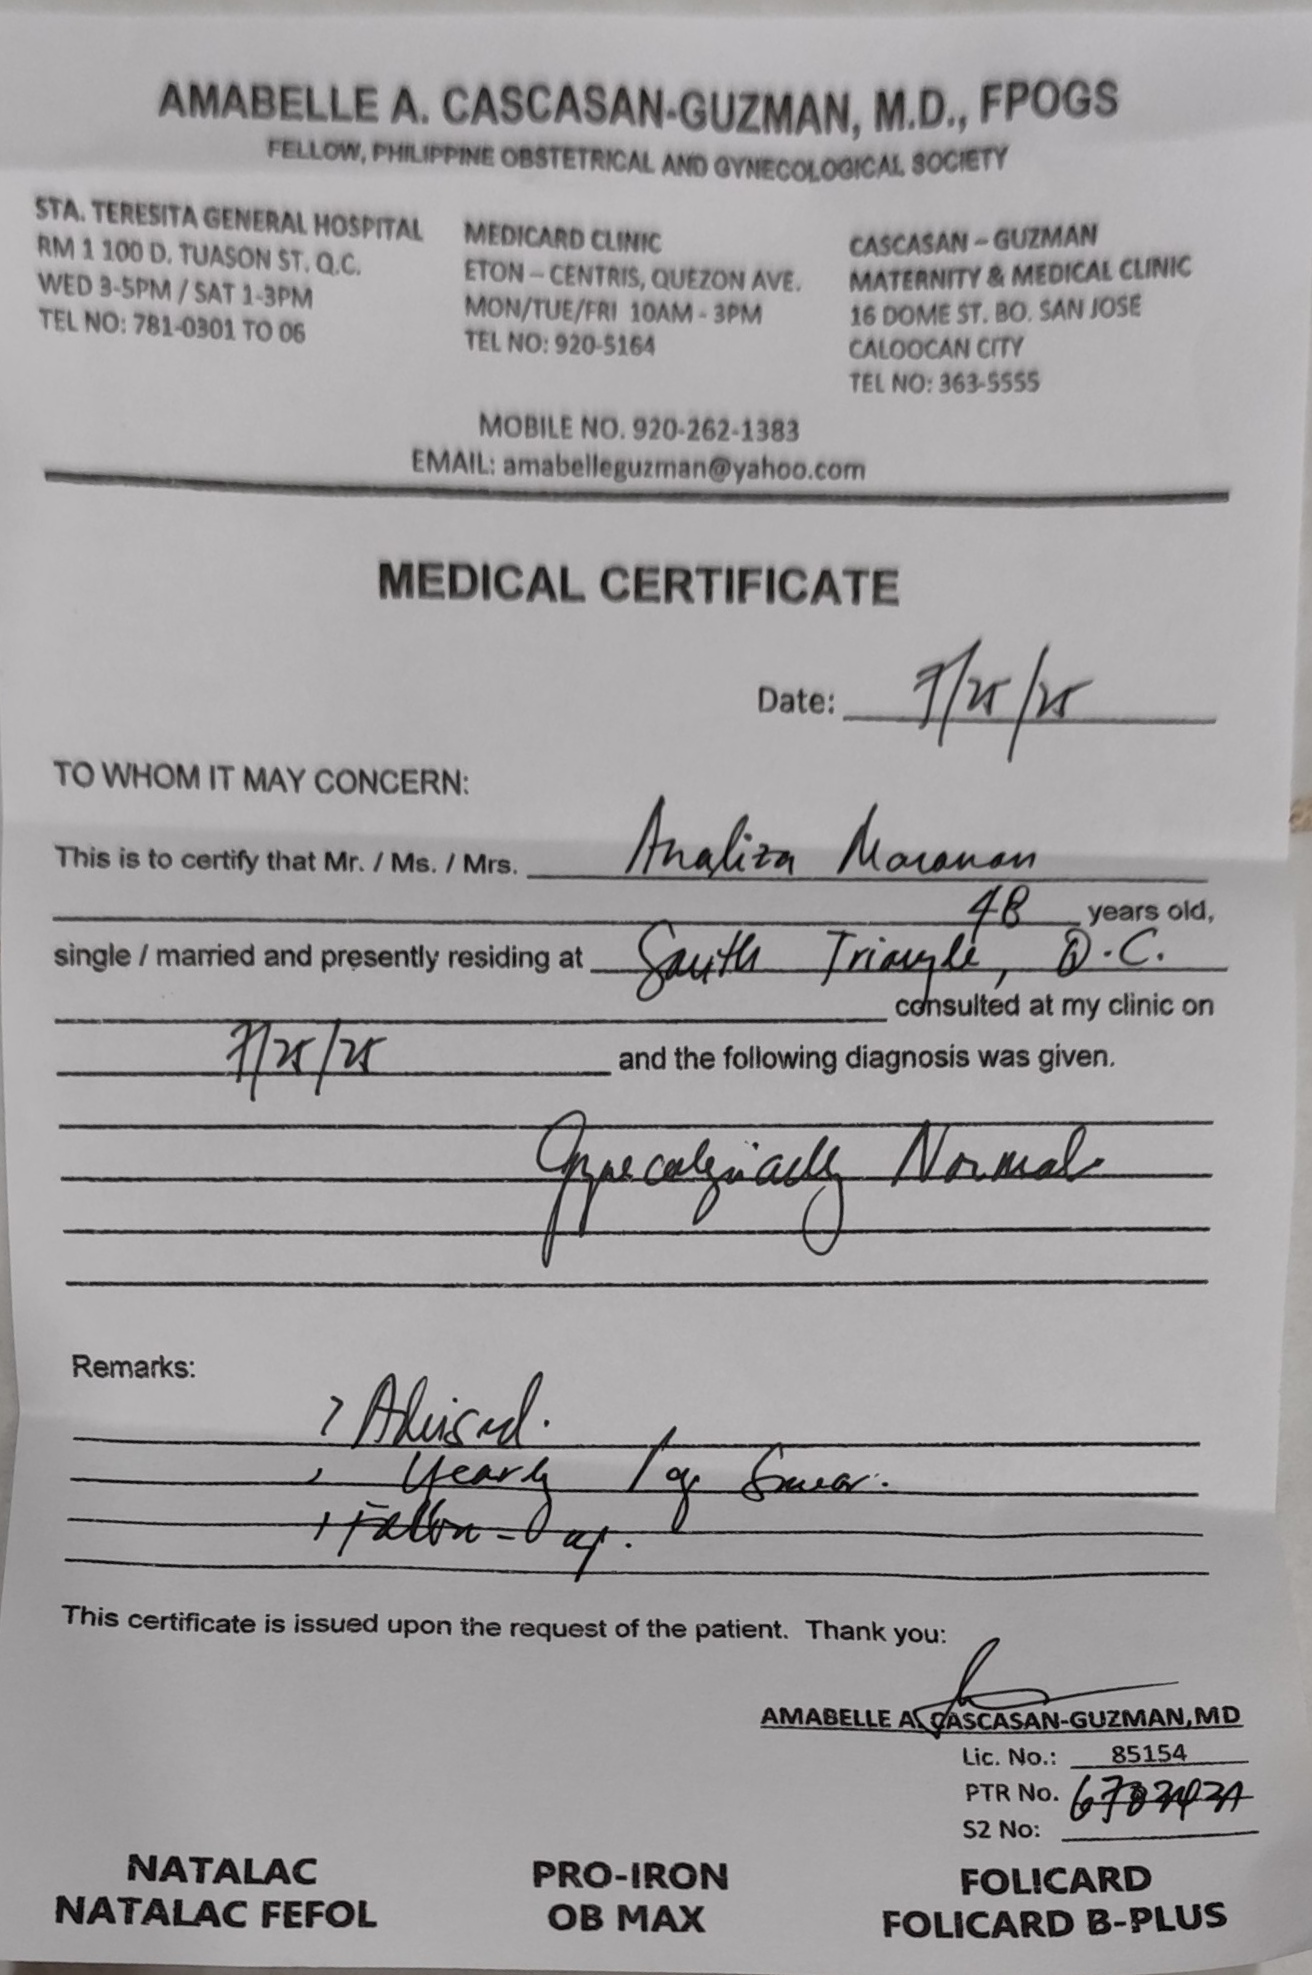 AMABELLE A. CASCASAN-GUZMAN, M.D., FPOGS
FELLOW, PHILIPPINE OBSTETRICAL AND GYNECOLOGICAL SOCIETY
STA. TERESITA GENERAL HOSPITAL
RM 1 100 D. TUASON ST. Q.C.
WED 3-5PM / SAT 1-3PM
TEL NO: 781-0301 TO 06
MEDICARD CLINIC
ETON – CENTRIS, QUEZON AVE.
MON/TUE/FRI 10AM - 3PM
TEL NO: 920-5164
CASCASAN – GUZMAN
MATERNITY & MEDICAL CLINIC
16 DOME ST. BO. SAN JOSE
CALOOCAN CITY
TEL NO: 363-5555
MOBILE NO. 920-262-1383
EMAIL: amabelleguzman@yahoo.com
MEDICAL CERTIFICATE
Date: 7/25/25
TO WHOM IT MAY CONCERN:
This is to certify that Mr. / Ms. / Mrs. Analiza
48 years old,
single / married and presently residing at South Triangle, Q.C.
consulted at my clinic on
7/25/25 and the following diagnosis was given.
Gynecologically Normal
Remarks:
> Advised.
Yearly Pap Smear.
Follow-up.
This certificate is issued upon the request of the patient. Thank you:
AMABELLE A. CASCASAN-GUZMAN,MD
Lic. No.: 85154
PTR No.
S2 No:
NATALAC
NATALAC FEFOL
PRO-IRON
OB MAX
FOLICARD
FOLICARD B-PLUS